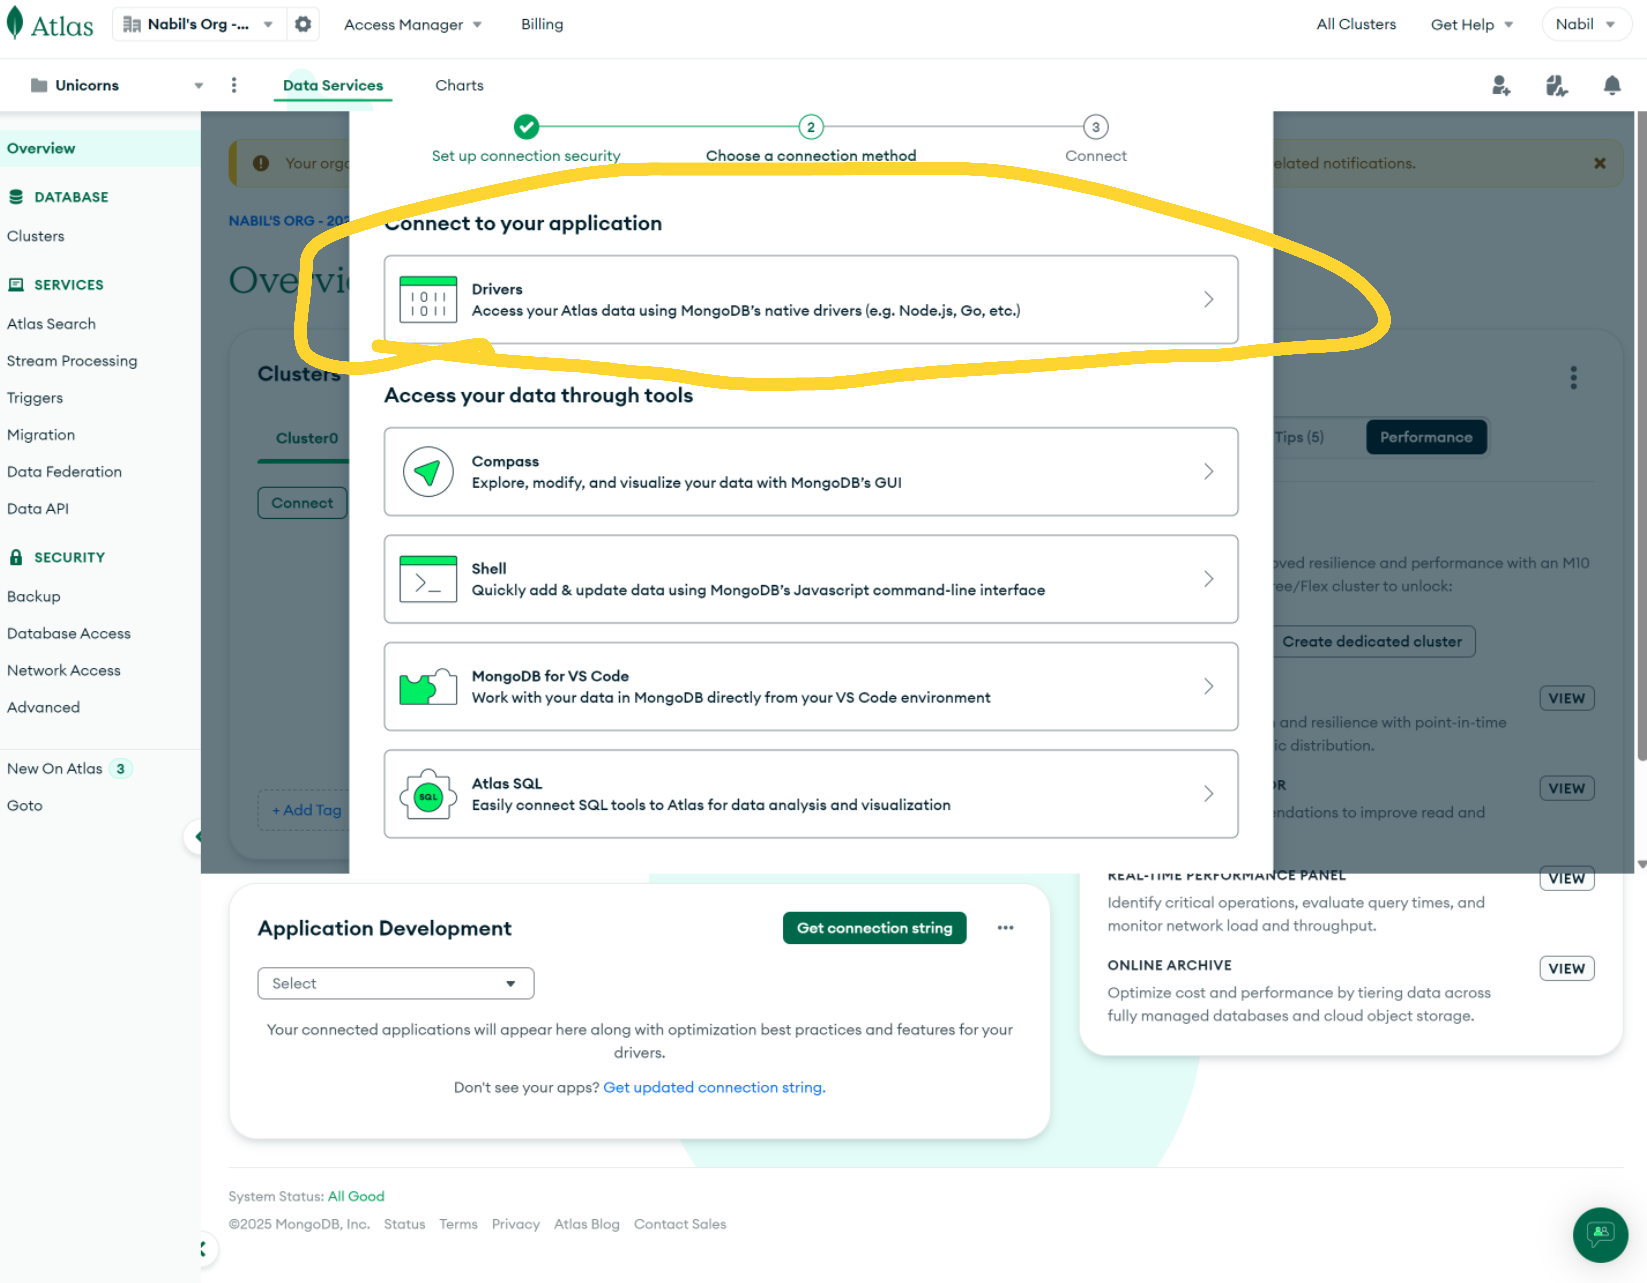 Atlas
Nabil's Org -...
Access Manager
Billing
All Clusters
Get Help
Nabil
Unicorns
Data Services
Charts
Overview
DATABASE
Clusters
SERVICES
Atlas Search
Stream Processing
Triggers
Migration
Data Federation
Data API
SECURITY
Backup
Database Access
Network Access
Advanced
New On Atlas 3
Goto
2
3
Set up connection security
Choose a connection method
Connect
Your orga
elated notifications.
NABIL'S ORG - 202
Overvi
Connect to your application
1011
1011
Drivers
Access your Atlas data using MongoDB's native drivers (e.g. Node.js, Go, etc.)
Clusters
Access your data through tools
Cluster0
Connect
Compass
Explore, modify, and visualize your data with MongoDB's GUI
Tips (5)
Performance
Shell
Quickly add & update data using MongoDB's Javascript command-line interface
oved resilience and performance with an M10
ree/Flex cluster to unlock:
Create dedicated cluster
MongoDB for VS Code
Work with your data in MongoDB directly from your VS Code environment
VIEW
and resilience with point-in-time
ic distribution.
SQL
Atlas SQL
Easily connect SQL tools to Atlas for data analysis and visualization
VIEW
OR
endations to improve read and
+ Add Tag
REAL-TIME PERFORMANCE PANEL
VIEW
Identify critical operations, evaluate query times, and
monitor network load and throughput.
ONLINE ARCHIVE
VIEW
Optimize cost and performance by tiering data across
fully managed databases and cloud object storage.
Application Development
Get connection string
Select
Your connected applications will appear here along with optimization best practices and features for your
drivers.
Don't see your apps? Get updated connection string.
System Status: All Good
©2025 MongoDB, Inc. Status Terms Privacy Atlas Blog Contact Sales